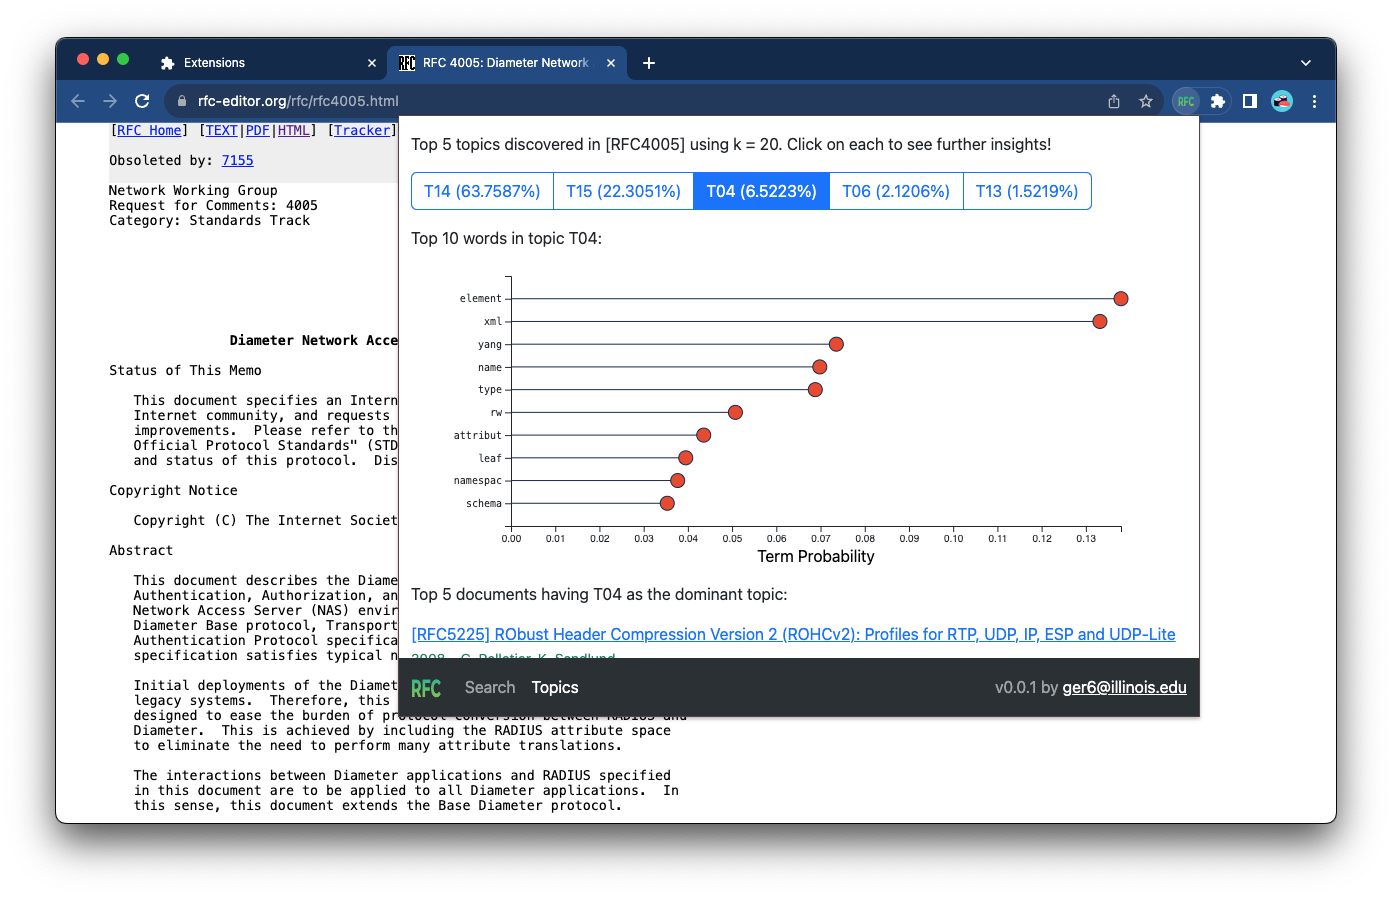 Extensions
RFC RFC 4005: Diameter Network
rfc-editor.org/rfc/rfc4005.html
RFC
[RFC Home] [TEXT|PDF|HTML] [Tracker]
Obsoleted by: 7155
Network Working Group
Request for Comments: 4005
Category: Standards Track
Diameter Network Acce
Status of This Memo
This document specifies an Intern
Internet community, and requests
improvements. Please refer to th
Official Protocol Standards" (STD
and status of this protocol. Dis
Copyright Notice
Copyright (C) The Internet Societ
Abstract
This document describes the Diame
Authentication, Authorization, an
Network Access Server (NAS) envir
Diameter Base protocol, Transport
Authentication Protocol specifica
specification satisfies typical n
Initial deployments of the Diamet
legacy systems. Therefore, this
designed to ease the burden of protocol conversion between RADIUS and
Diameter. This is achieved by including the RADIUS attribute space
to eliminate the need to perform many attribute translations.
The interactions between Diameter applications and RADIUS specified
in this document are to be applied to all Diameter applications. In
this sense, this document extends the Base Diameter protocol.
Top 5 topics discovered in [RFC4005] using k = 20. Click on each to see further insights!
T14 (63.7587%) T15 (22.3051%) T04 (6.5223%) T06 (2.1206%) T13 (1.5219%)
Top 10 words in topic T04:
element
xml
yang
name
type
rw
attribut
leaf
namespac
schema
0.00 0.01 0.02 0.03 0.04 0.05 0.06 0.07 0.08 0.09 0.10 0.11 0.12 0.13
Term Probability
Top 5 documents having T04 as the dominant topic:
[RFC5225] RObust Header Compression Version 2 (ROHCv2): Profiles for RTP, UDP, IP, ESP and UDP-Lite
2008 - G. Pelletier, K. Sandlund
RFC Search Topics v0.0.1 by ger6@illinois.edu